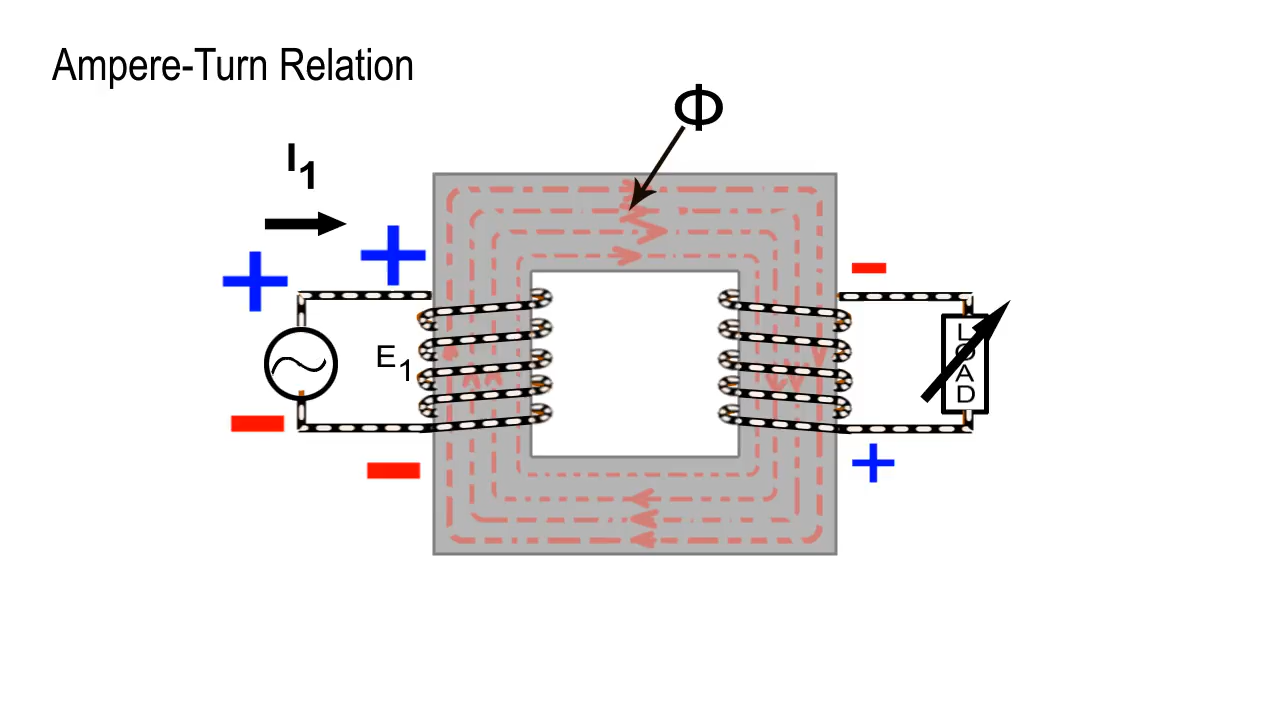 Ampere-Turn Relation
Φ
I1
+
+
-
+
-
-
E1
LOAD